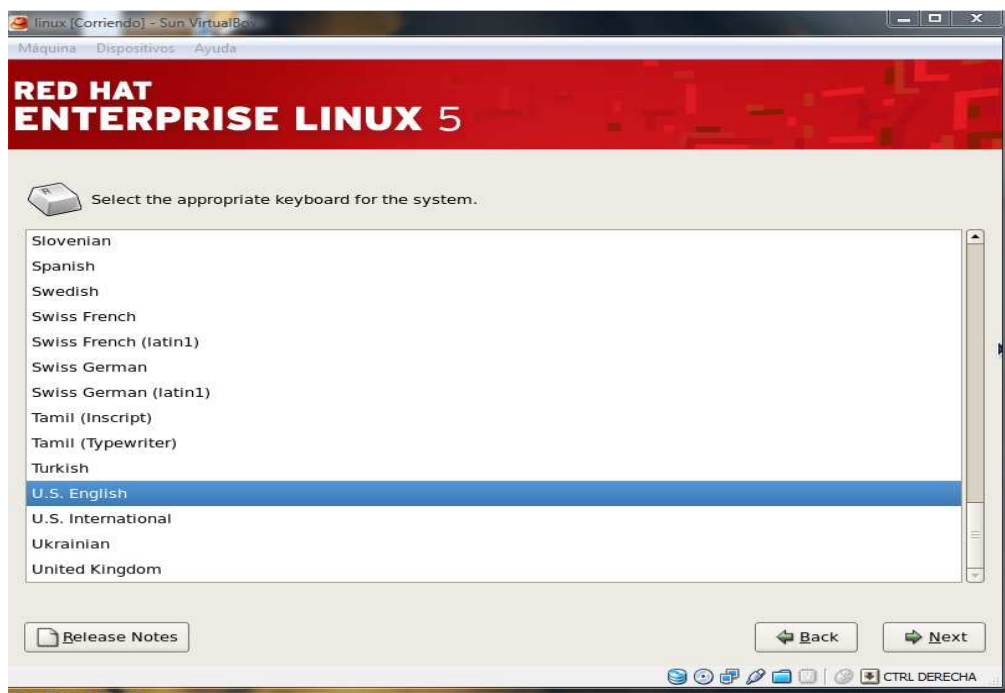 linux [Corriendo] - Sun VirtualBox
Máquina Dispositivos Ayuda
RED HAT
ENTERPRISE LINUX 5
Select the appropriate keyboard for the system.
Slovenian
Spanish
Swedish
Swiss French
Swiss French (latin1)
Swiss German
Swiss German (latin1)
Tamil (Inscript)
Tamil (Typewriter)
Turkish
U.S. English
U.S. International
Ukrainian
United Kingdom
Release Notes
Back
Next
CTRL DERECHA